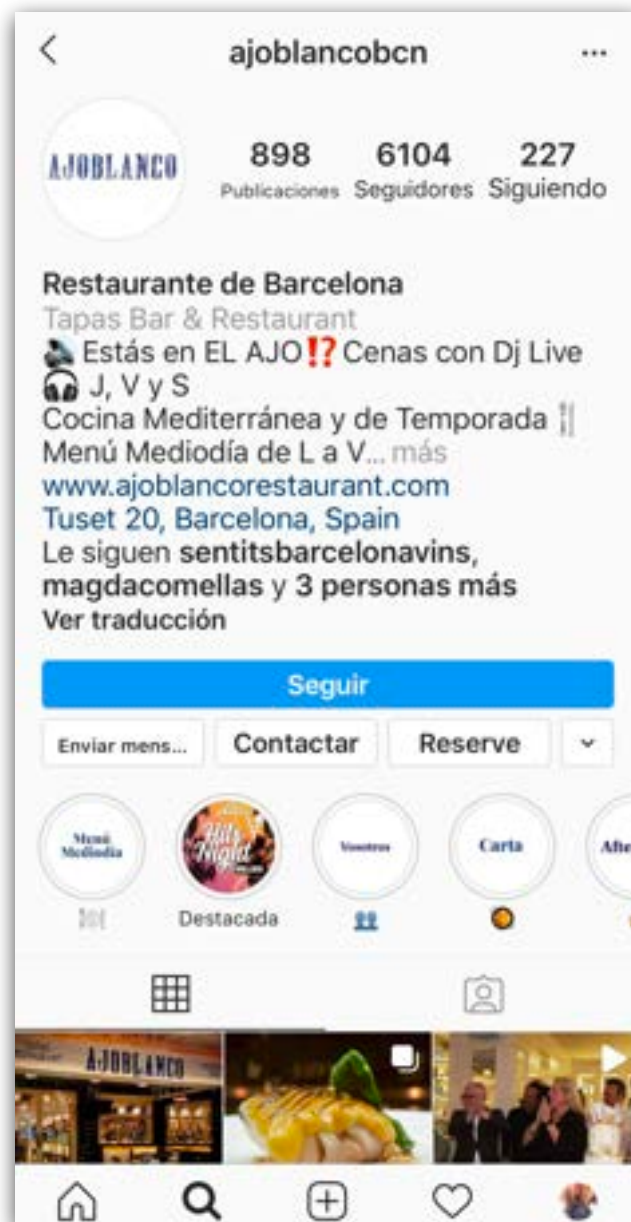 ajoblancobcn
AJOBLANCO
898 6104 227
Publicaciones Seguidores Siguiendo
Restaurante de Barcelona
Tapas Bar & Restaurant
Estás en EL AJO⁉️ Cenas con Dj Live
J, V y S
Cocina Mediterránea y de Temporada
Menú Mediodía de L a V... más
www.ajoblancorestaurant.com
Tuset 20, Barcelona, Spain
Le siguen sentitsbarcelonavins,
magdacomellas y 3 personas más
Ver traducción
Seguir
Enviar mens... Contactar Reserve
Menú
Mediodía
Hits
Night
Vosotros
Carta
Afte
Destacada
AJOBLANCO